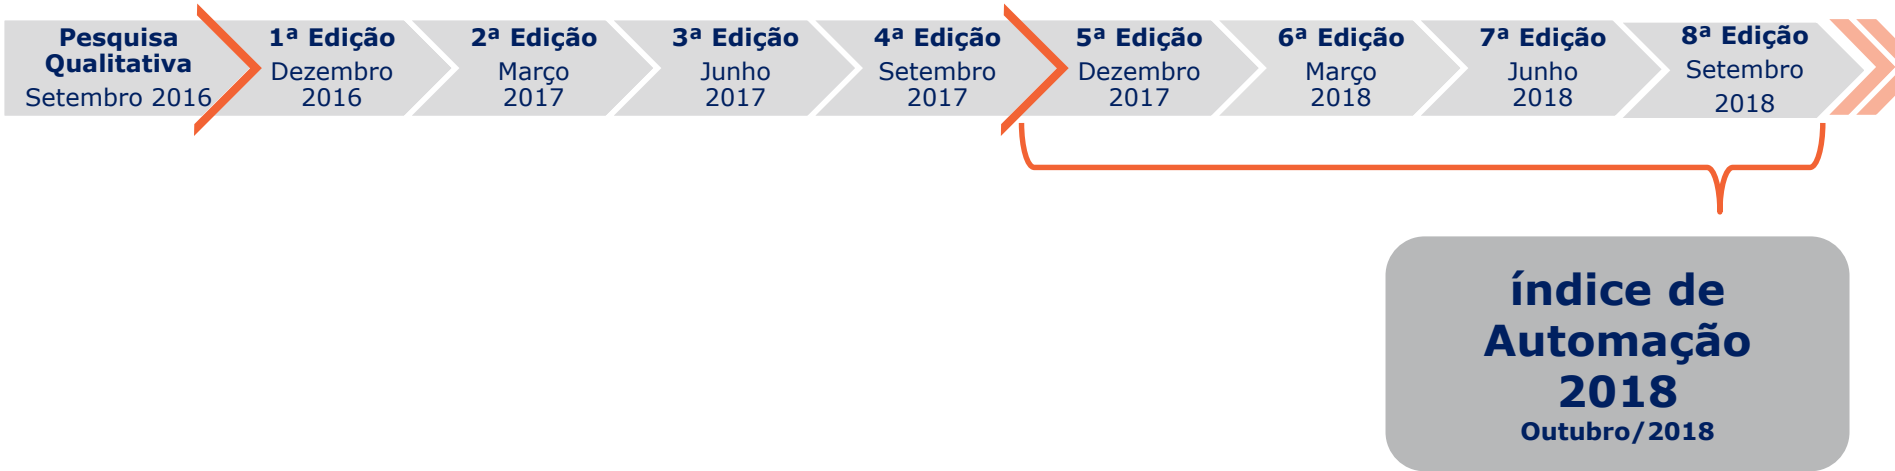 Pesquisa
Qualitativa
Setembro 2016
1ª Edição
Dezembro
2016
2ª Edição
Março
2017
3ª Edição
Junho
2017
4ª Edição
Setembro
2017
5ª Edição
Dezembro
2017
6ª Edição
Março
2018
7ª Edição
Junho
2018
8ª Edição
Setembro
2018
índice de
Automação
2018
Outubro/2018